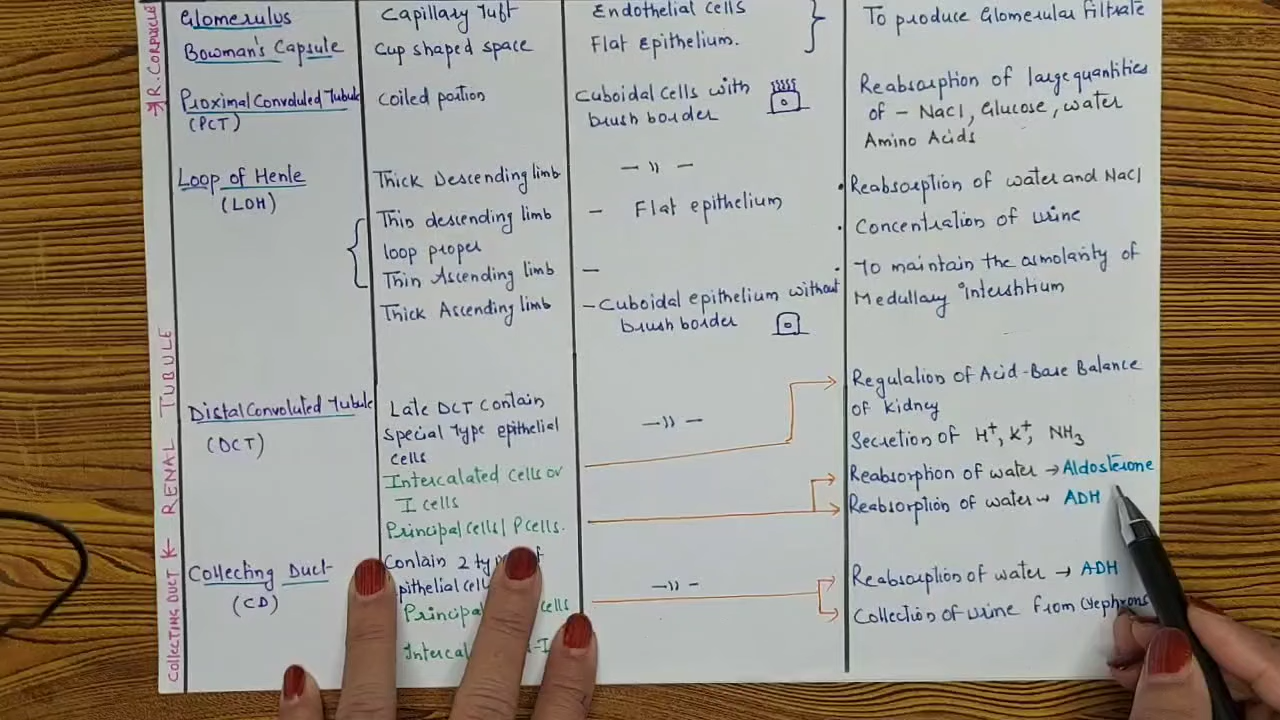 R. CORPUSCLE
RENAL TUBULE
COLLECTING DUCT
Glomerulus
Capillary Tuft
Endothelial cells
To produce Glomerular Filtrate
Bowman's Capsule
Cup shaped space
Flat epithelium.
Proximal Convoluted Tubule
(PCT)
Coiled portion
Cuboidal cells with
brush border
Reabsorption of large quantities
of - NaCl, Glucose, water
Amino Acids
Loop of Henle
(LOH)
Thick Descending limb
— 〃 —
Reabsorption of water and NaCl
Thin descending limb
loop proper
Thin Ascending limb
- Flat epithelium
Concentration of urine
To maintain the osmolarity of
Medullary
Thick Ascending limb
- Cuboidal epithelium without
brush border
Distal Convoluted Tubule
(DCT)
Late DCT contain
special type epithelial
cells
Intercalated cells or
I cells
Principal cells / P cells.
— 〃 —
Regulation of Acid-Base Balance
of kidney
Secretion of H+, K+, NH3
Reabsorption of water → Aldosterone
Reabsorption of water → ADH
Collecting Duct
(CD)
Contain 2
Principal
cells
— 〃 —
Reabsorption of water → ADH
Collection of urine from